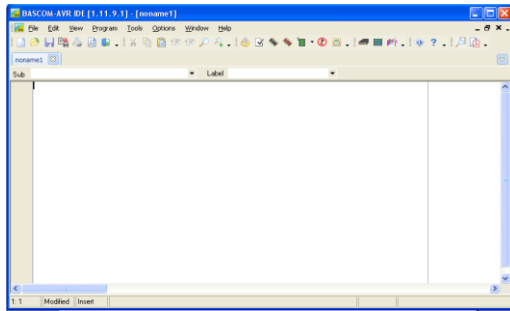 BASCOM-AVR IDE [1.11.9.1] - [noname1]
File Edit View Program Tools Options Window Help
noname1
Sub Label
1: 1 Modified Insert